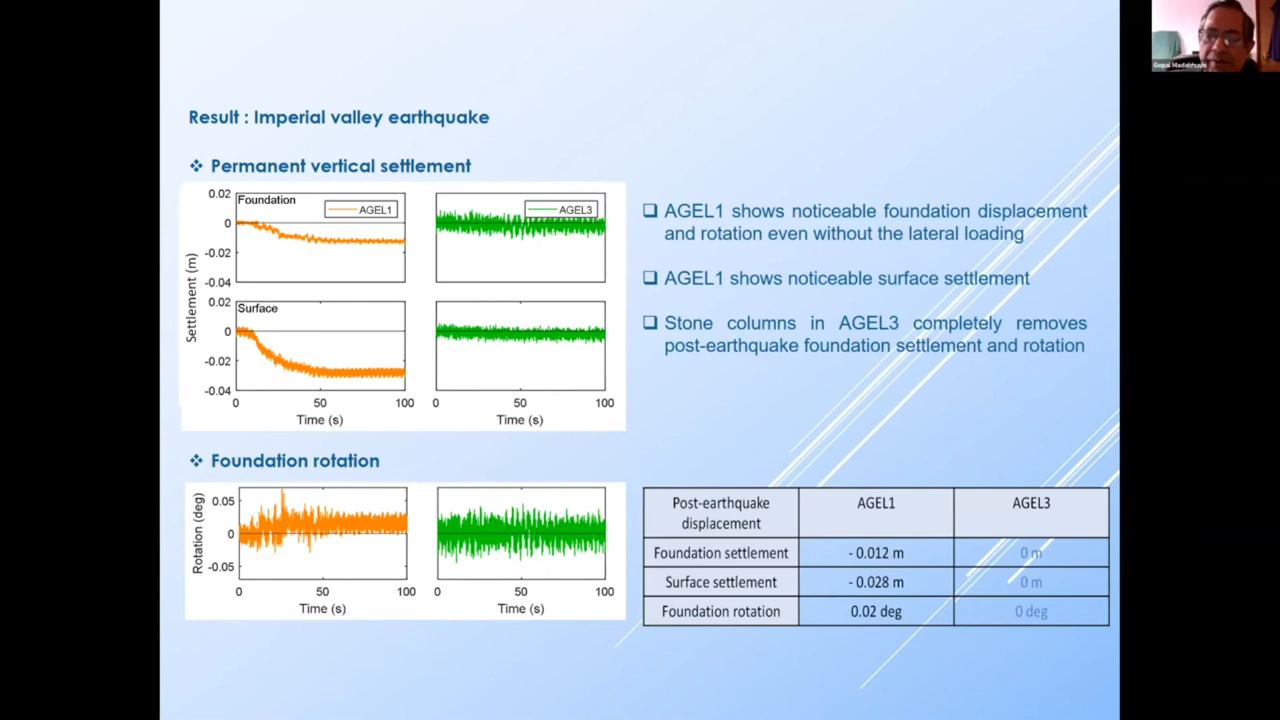 Gopal Madabhushi
Result : Imperial valley earthquake
❖ Permanent vertical settlement
Settlement (m)
Foundation
AGEL1
0.02
0
-0.02
-0.04
AGEL3
Surface
0.02
0
-0.02
-0.04
0 50 100
Time (s)
0 50 100
Time (s)
❑ AGEL1 shows noticeable foundation displacement
and rotation even without the lateral loading
❑ AGEL1 shows noticeable surface settlement
❑ Stone columns in AGEL3 completely removes
post-earthquake foundation settlement and rotation
❖ Foundation rotation
Rotation (deg)
0.05
0
-0.05
0 50 100
Time (s)
0 50 100
Time (s)
Post-earthquake
displacement
AGEL1
AGEL3
Foundation settlement - 0.012 m 0 m
Surface settlement - 0.028 m 0 m
Foundation rotation 0.02 deg 0 deg